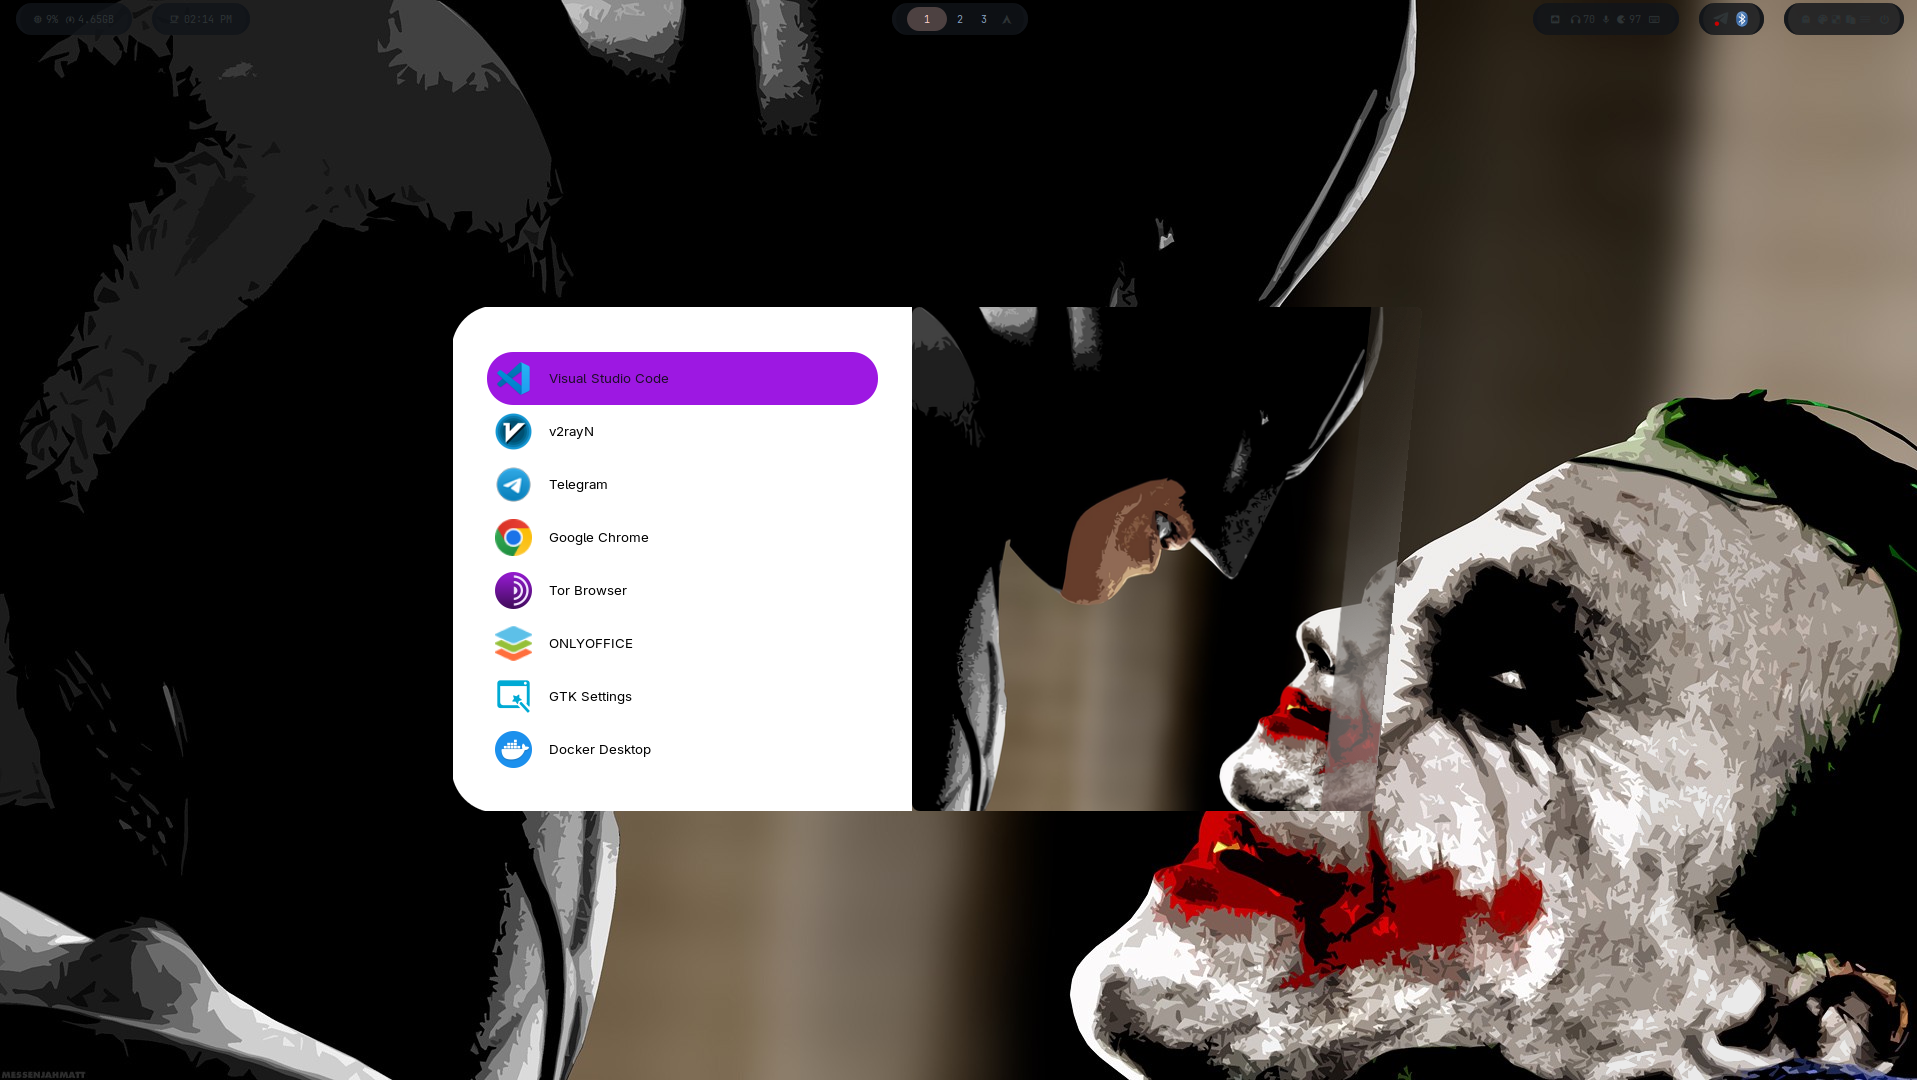 9% 4.65GB
02:14 PM
1 2 3
70 97
Visual Studio Code
v2rayN
Telegram
Google Chrome
Tor Browser
ONLYOFFICE
GTK Settings
Docker Desktop
MESSENJAHMATT